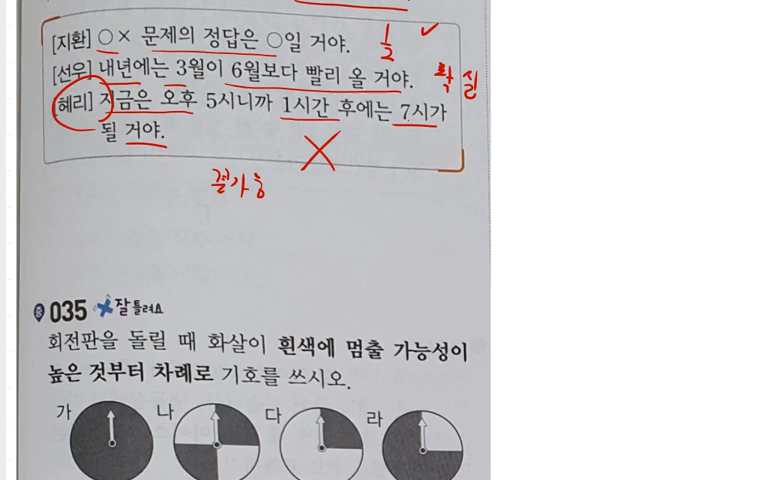 [지환] ○× 문제의 정답은 ○일 거야. 1/2
[선우] 내년에는 3월이 6월보다 빨리 올 거야. 확실
[혜리] 지금은 오후 5시니까 1시간 후에는 7시가
될 거야.
불가능
035 잘 틀려요
회전판을 돌릴 때 화살이 흰색에 멈출 가능성이
높은 것부터 차례로 기호를 쓰시오.
가 나 다 라